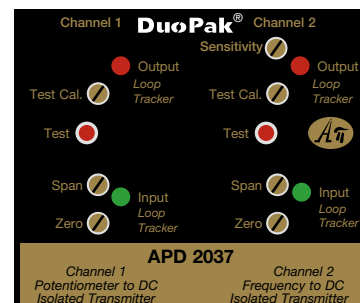 Channel 1 DuoPak® Channel 2
Sensitivity
Output Output
Test Cal. Loop Tracker Test Cal. Loop Tracker
Test Test
Span Input Span Input
Loop Tracker Loop Tracker
Zero Zero
APD 2037
Channel 1 Channel 2
Potentiometer to DC Frequency to DC
Isolated Transmitter Isolated Transmitter